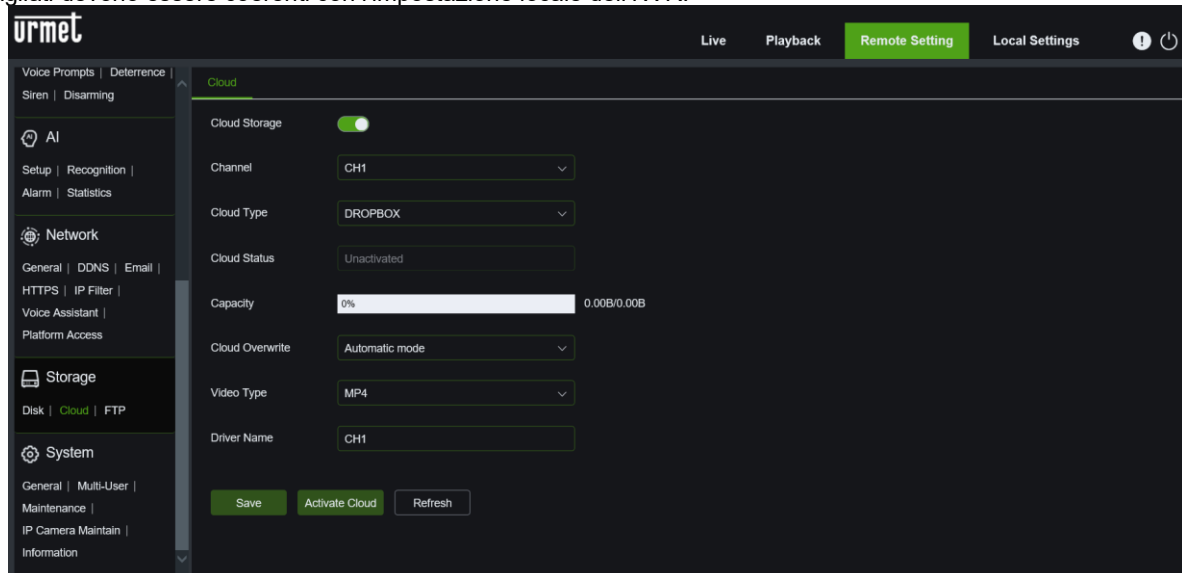 urmet
Live Playback Remote Setting Local Settings
Voice Prompts | Deterrence |
Siren | Disarming
AI
Setup | Recognition |
Alarm | Statistics
Network
General | DDNS | Email |
HTTPS | IP Filter |
Voice Assistant |
Platform Access
Storage
Disk | Cloud | FTP
System
General | Multi-User |
Maintenance |
IP Camera Maintain |
Information
Cloud
Cloud Storage
Channel CH1
Cloud Type DROPBOX
Cloud Status Unactivated
Capacity 0% 0.00B/0.00B
Cloud Overwrite Automatic mode
Video Type MP4
Driver Name CH1
Save Activate Cloud Refresh